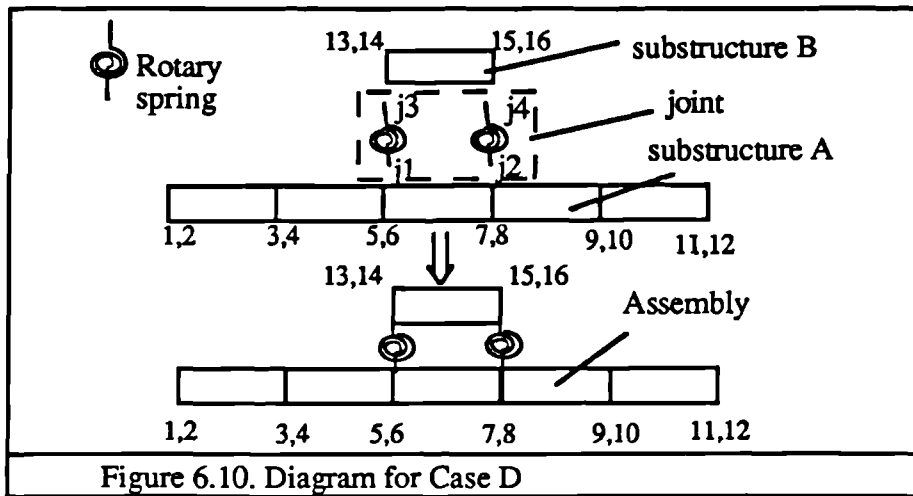 13,14 15,16
substructure B
Rotary
spring
j3 j4
joint
j1 j2
substructure A
1,2 3,4 5,6 7,8 9,10 11,12
13,14 15,16
Assembly
1,2 3,4 5,6 7,8 9,10 11,12
Figure 6.10. Diagram for Case D